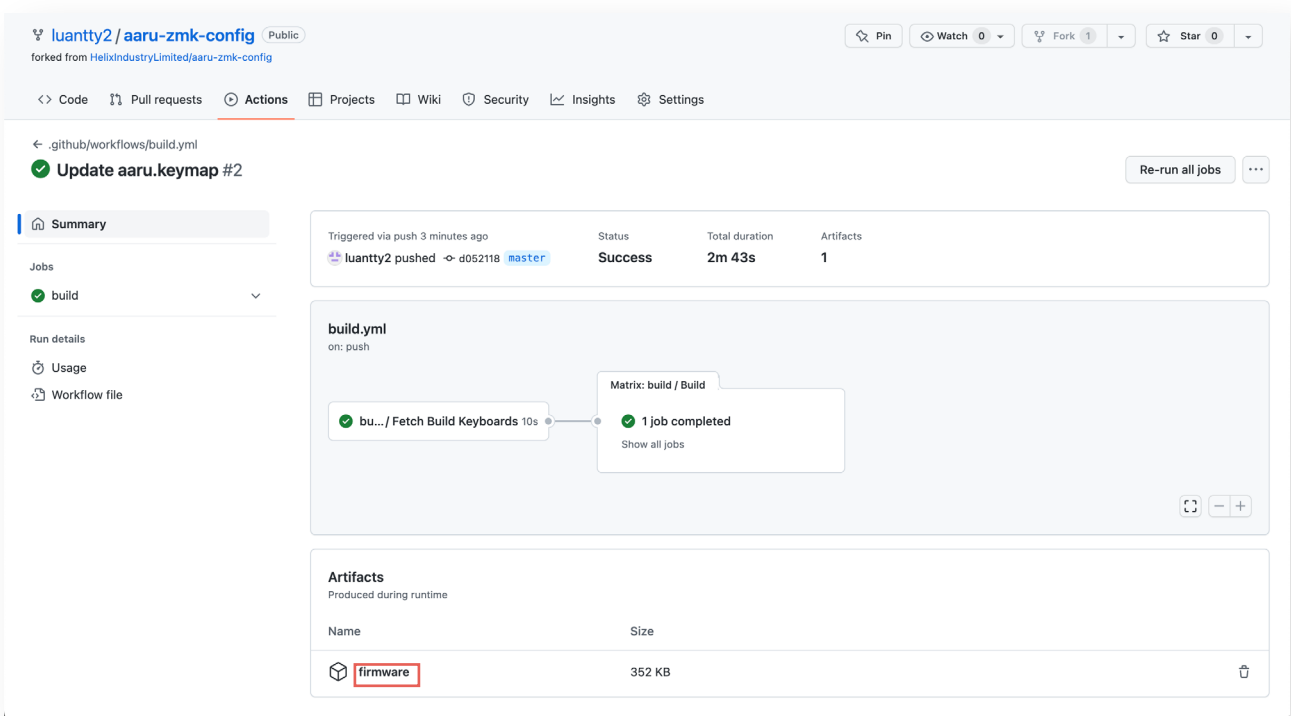 luantty2 / aaru-zmk-config Public
Pin
Watch 0
Fork 1
Star 0
forked from HelixIndustryLimited/aaru-zmk-config
Code
Pull requests
Actions
Projects
Wiki
Security
Insights
Settings
.github/workflows/build.yml
Update aaru.keymap #2
Re-run all jobs
Summary
Jobs
build
Run details
Usage
Workflow file
Triggered via push 3 minutes ago
luantty2 pushed d052118 master
Status
Success
Total duration
2m 43s
Artifacts
1
build.yml
on: push
bu... / Fetch Build Keyboards 10s
Matrix: build / Build
1 job completed
Show all jobs
Artifacts
Produced during runtime
Name Size
firmware 352 KB